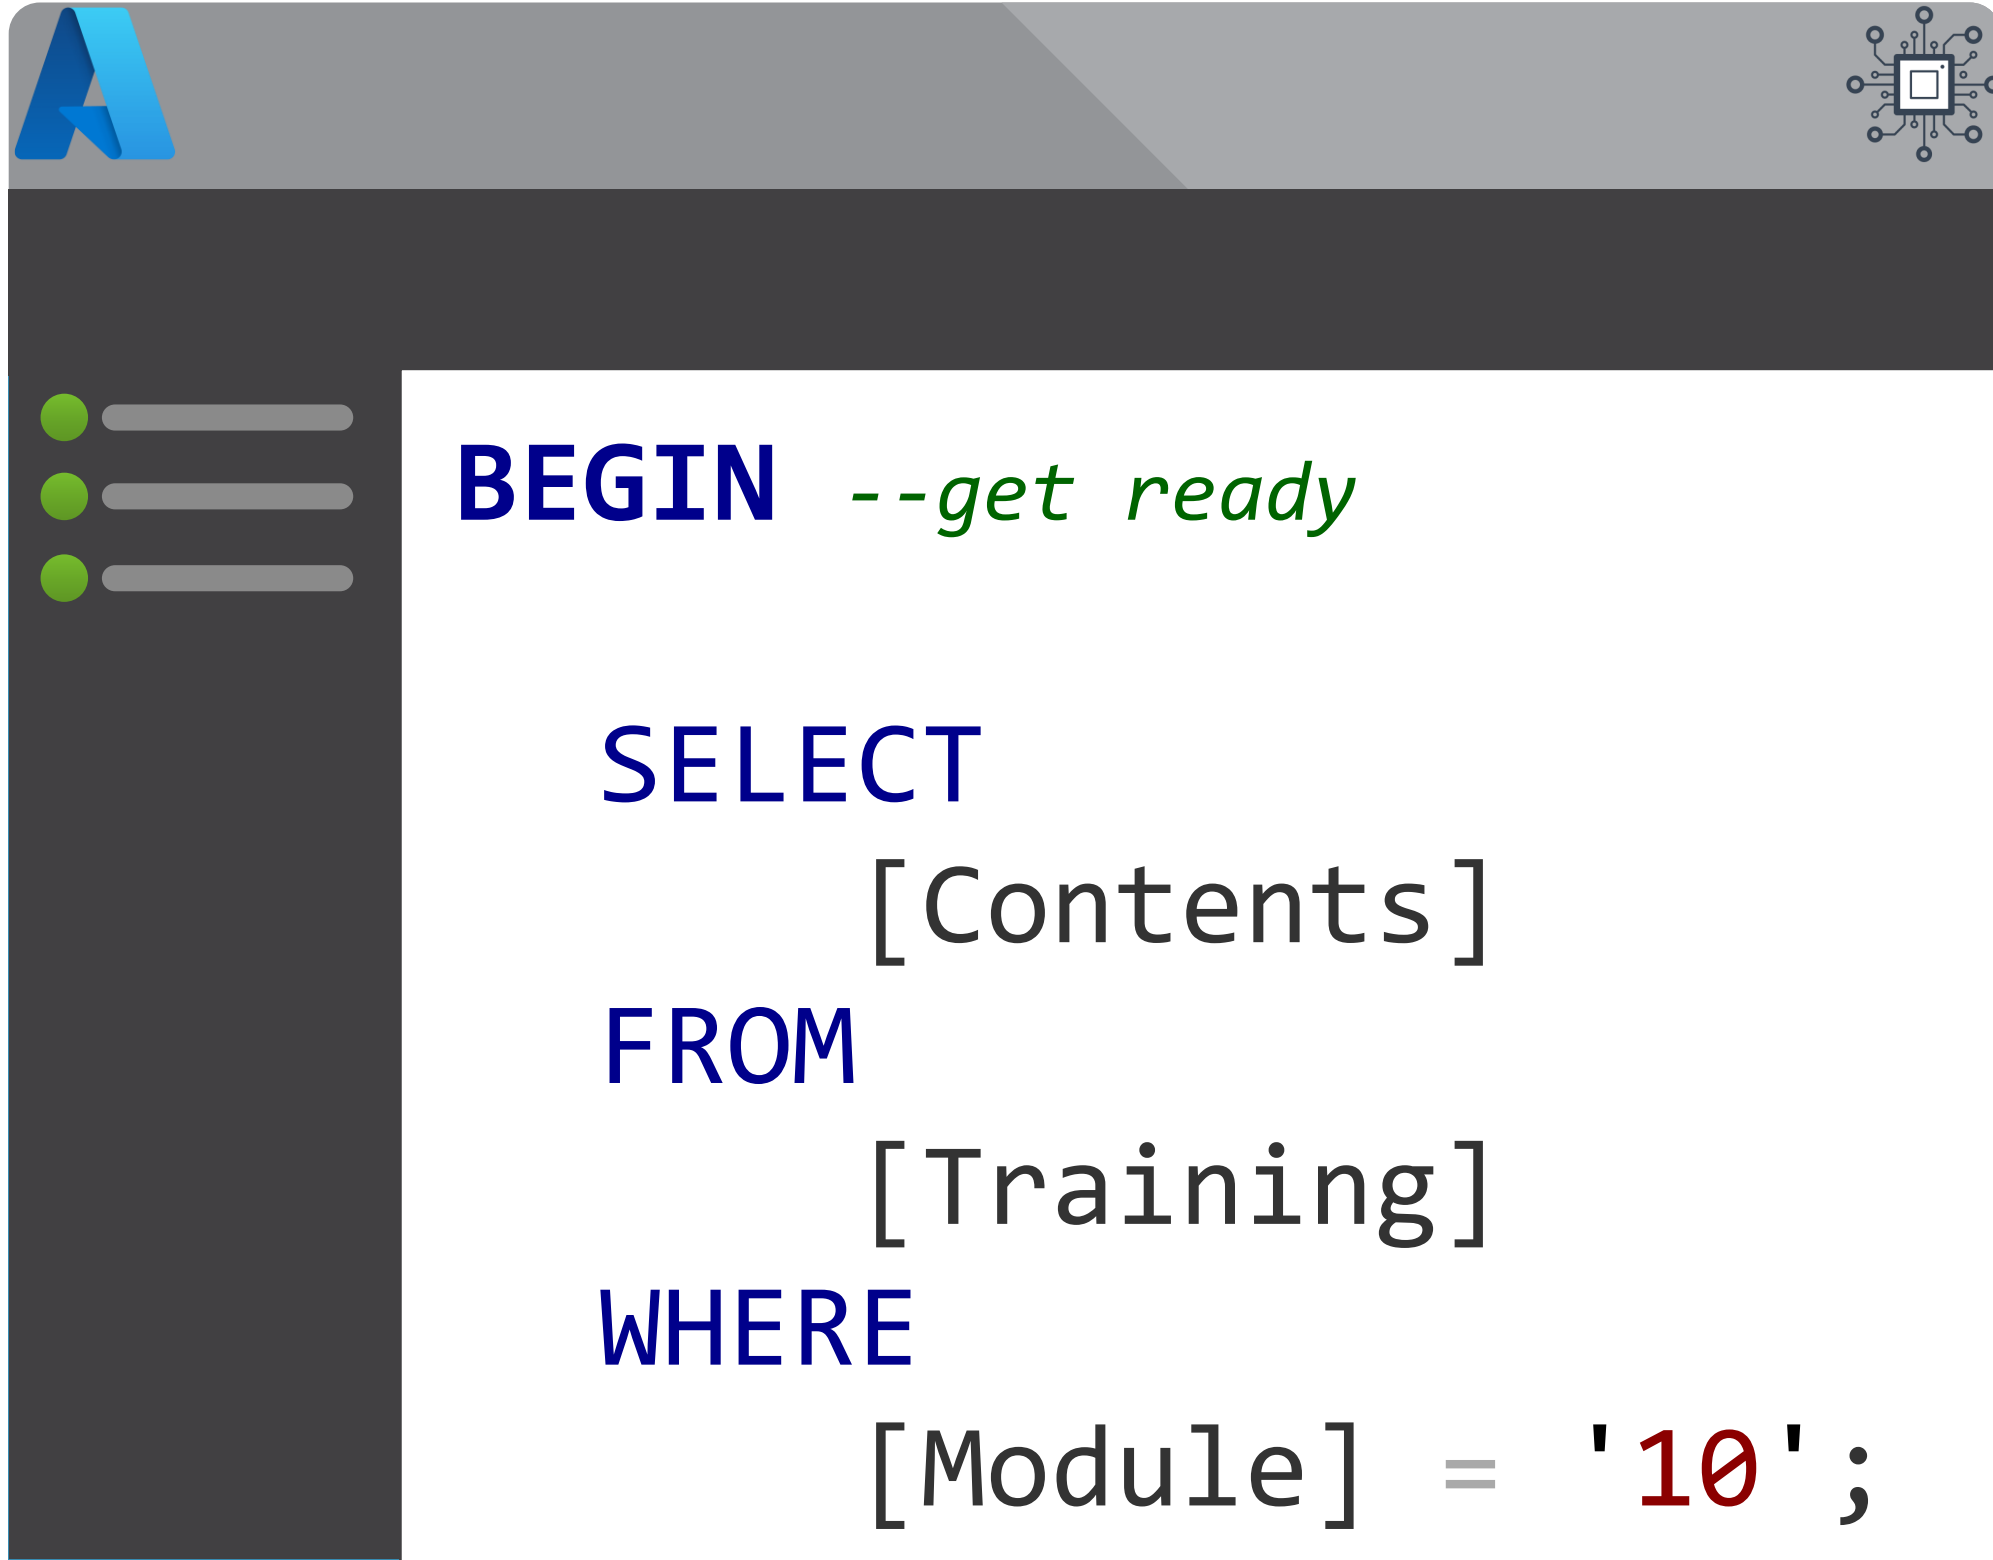 BEGIN --get ready
SELECT
[Contents]
FROM
[Training]
WHERE
[Module] = '10';